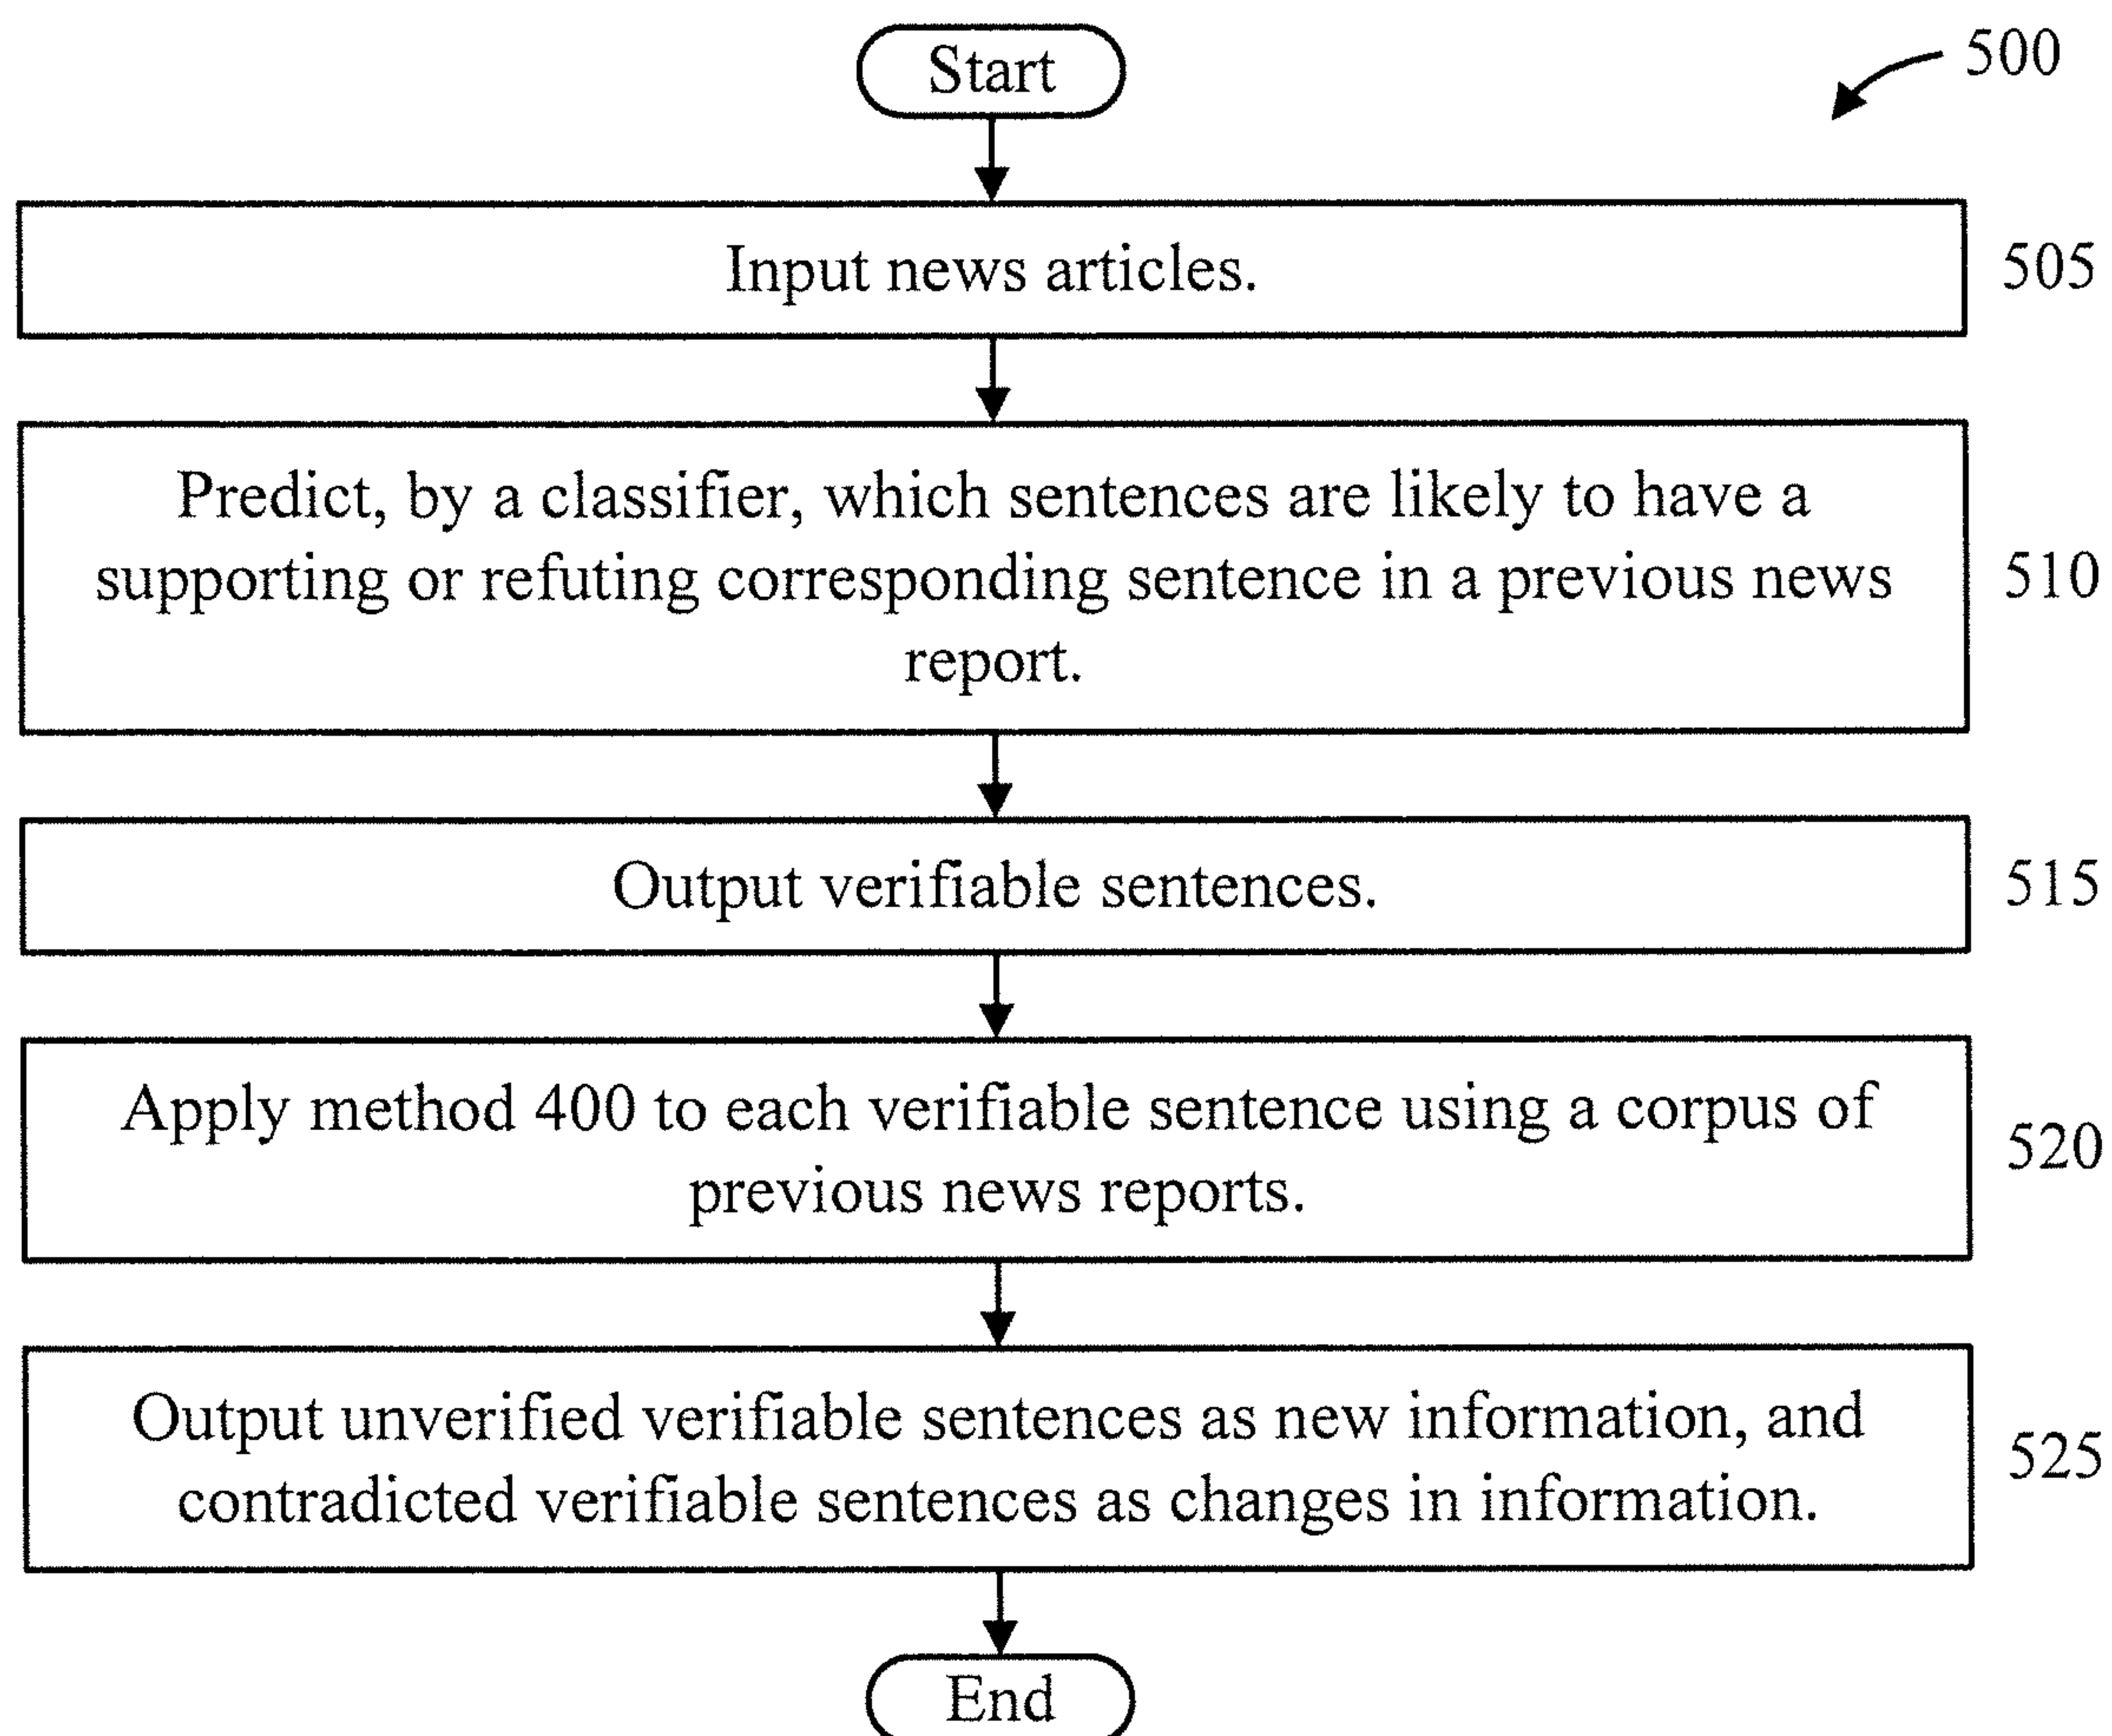 Start
500
Input news articles.
505
Predict, by a classifier, which sentences are likely to have a
supporting or refuting corresponding sentence in a previous news
report.
510
Output verifiable sentences.
515
Apply method 400 to each verifiable sentence using a corpus of
previous news reports.
520
Output unverified verifiable sentences as new information, and
contradicted verifiable sentences as changes in information.
525
End